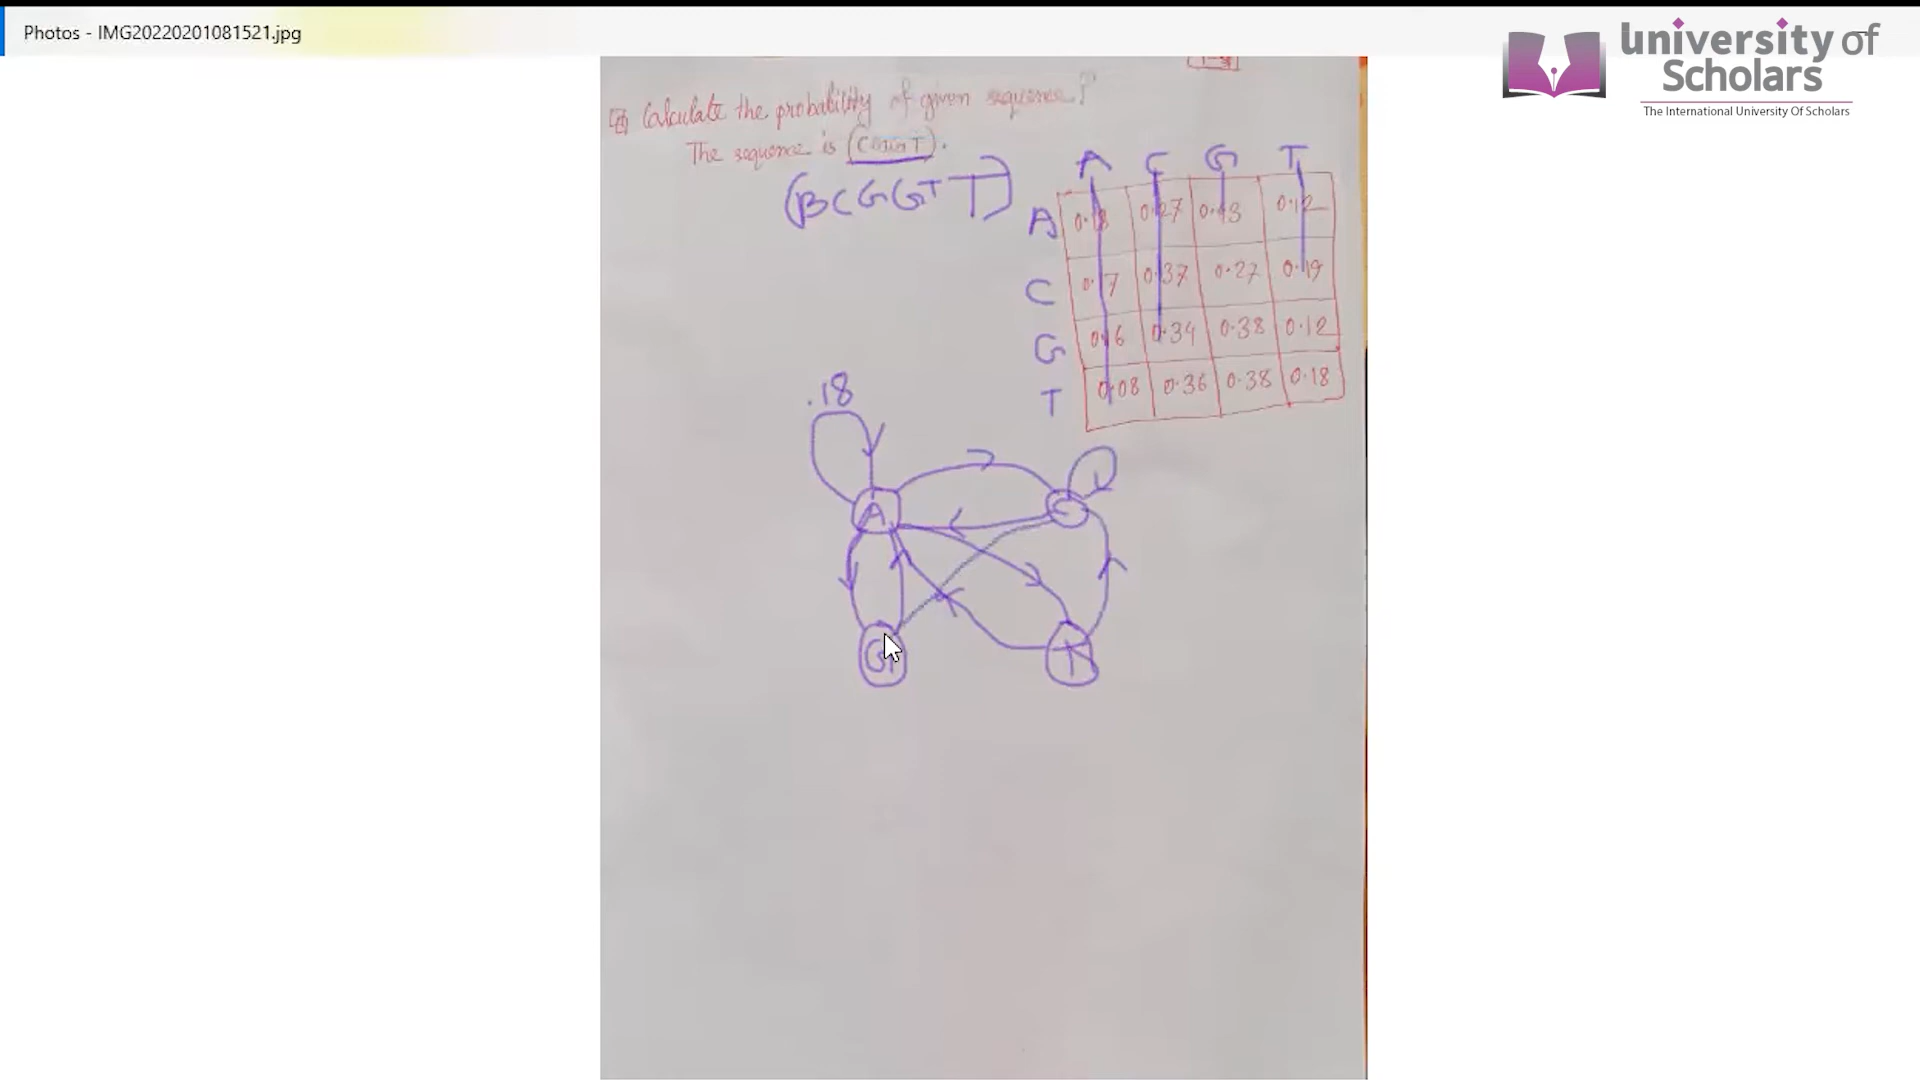 Photos - IMG20220201081521.jpg
University of
Scholars
The International University Of Scholars
Calculate the probability of given sequence?
The sequence is (CGGT).
(BCGGTT)
A C G T
A 0.18 0.27 0.43 0.12
C 0.17 0.37 0.27 0.19
G 0.16 0.34 0.38 0.12
T 0.08 0.36 0.38 0.18
.18
A C
G T